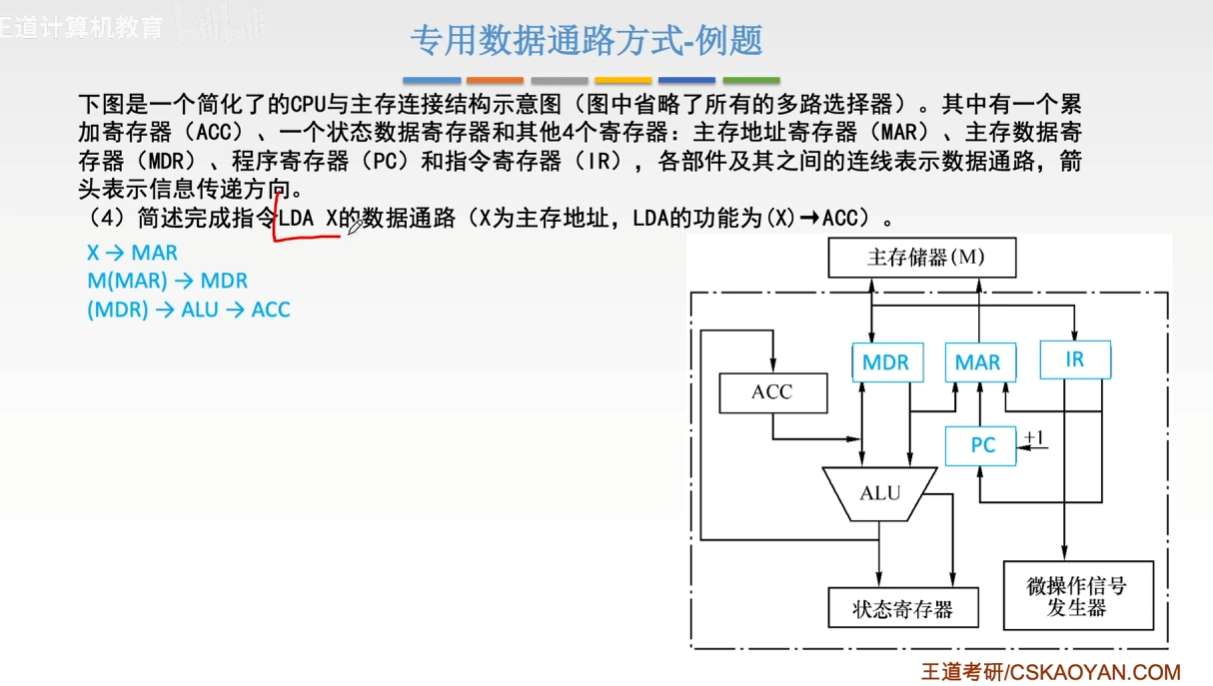 王道计算机教育
专用数据通路方式-例题
下图是一个简化了的CPU与主存连接结构示意图（图中省略了所有的多路选择器）。其中有一个累
加寄存器（ACC）、一个状态数据寄存器和其他4个寄存器：主存地址寄存器（MAR）、主存数据寄
存器（MDR）、程序寄存器（PC）和指令寄存器（IR），各部件及其之间的连线表示数据通路，箭
头表示信息传递方向。
（4）简述完成指令LDA X的数据通路（X为主存地址，LDA的功能为(X)→ACC）。
X → MAR
M(MAR) → MDR
(MDR) → ALU → ACC
主存储器(M)
MDR
MAR
IR
ACC
PC
+1
ALU
微操作信号
发生器
状态寄存器
王道考研/CSKAOYAN.COM